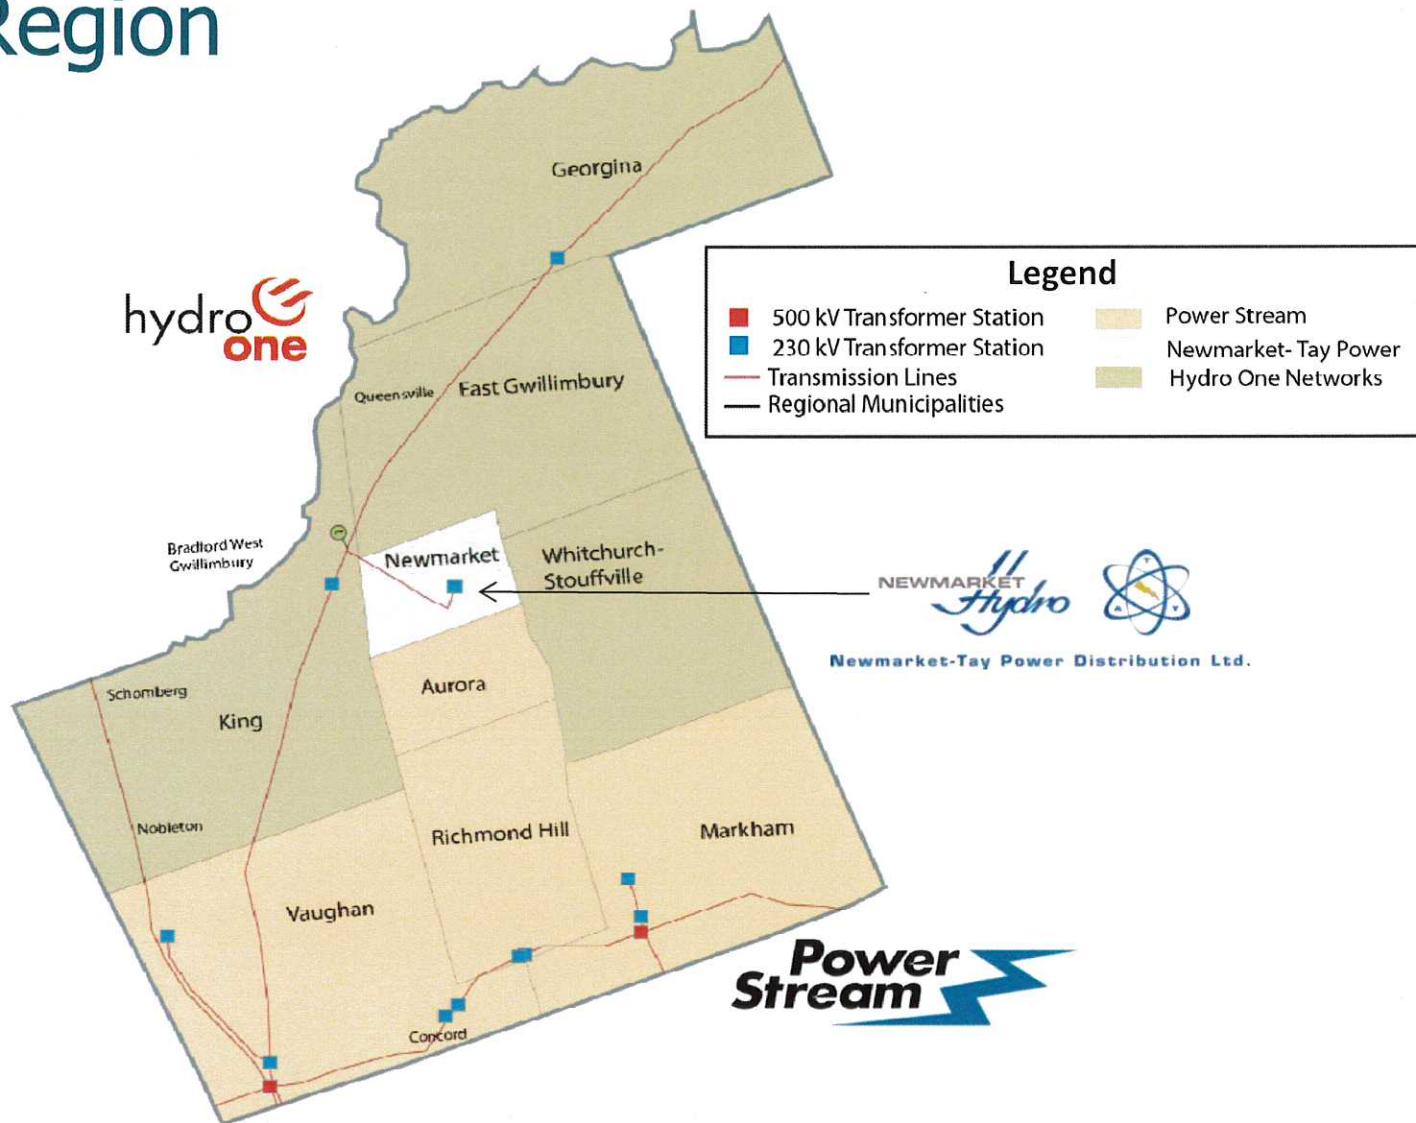 Region
Georgina
Legend
500 kV Transformer Station
230 kV Transformer Station
Transmission Lines
Regional Municipalities
Power Stream
Newmarket- Tay Power
Hydro One Networks
hydro
one
Queensville
East Gwillimbury
Bradford West
Gwillimbury
Newmarket
Whitchurch-
Stouffville
NEWMARKET
Hydro
Newmarket-Tay Power Distribution Ltd.
Aurora
Schomberg
King
Nobleton
Richmond Hill
Markham
Vaughan
Concord
Power
Stream